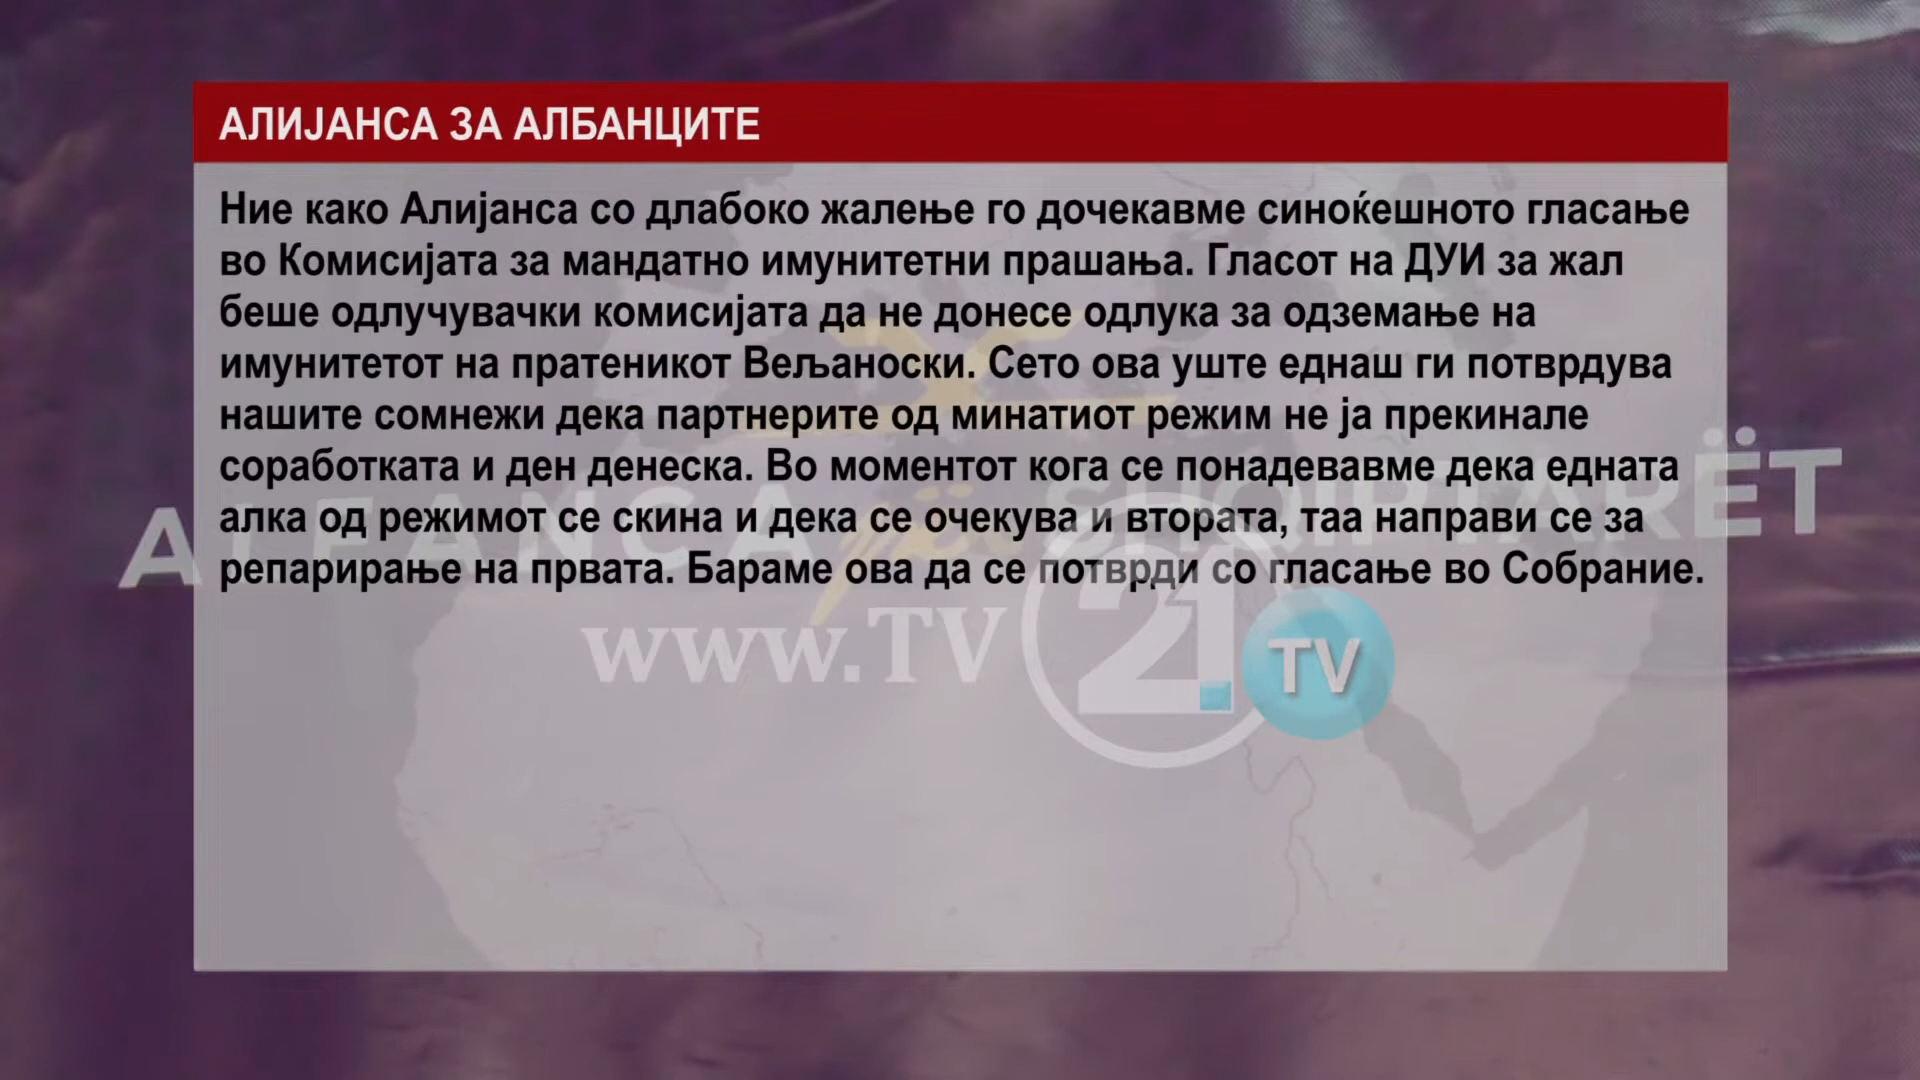 АЛИЈАНСА ЗА АЛБАНЦИТЕ
Ние како Алијанса со длабоко жалење го дочекавме синоќешното гласање
во Комисијата за мандатно имунитетни прашања. Гласот на ДУИ за жал
беше одлучувачки комисијата да не донесе одлука за одземање на
имунитетот на пратеникот Вељаноски. Сето ова уште еднаш ги потврдува
нашите сомнежи дека партнерите од минатиот режим не ја прекинале
соработката и ден денеска. Во моментот кога се понадевавме дека едната
алка од режимот се скина и дека се очекува и втората, таа направи се за
репарирање на првата. Бараме ова да се потврди со гласање во Собрание.
www.TV 21.TV